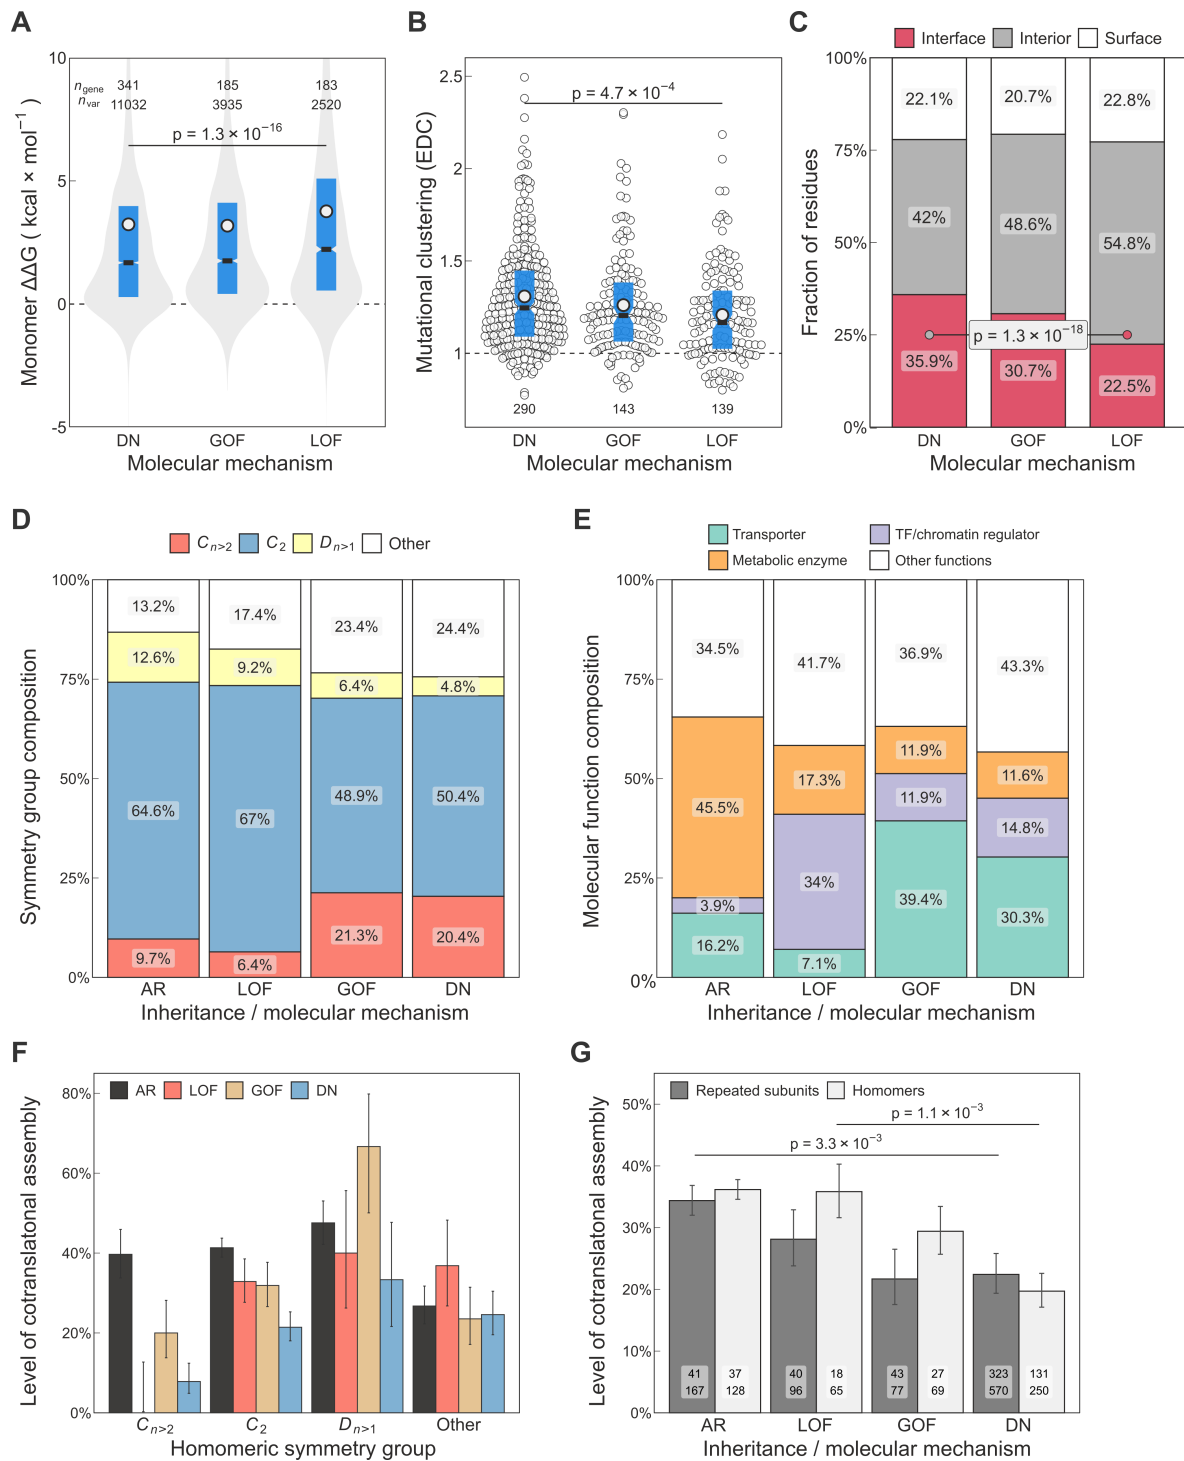 A
10
5
0
-5
Monomer ΔΔG ( kcal × mol⁻¹ )
n gene 341 185 183
n var 11032 3935 2520
p = 1.3 × 10⁻¹⁶
DN GOF LOF
Molecular mechanism
B
2.5
2
1.5
1
Mutational clustering (EDC)
p = 4.7 × 10⁻⁴
290 143 139
DN GOF LOF
Molecular mechanism
C
Interface Interior Surface
100%
75%
50%
25%
0%
Fraction of residues
22.1% 20.7% 22.8%
42% 48.6% 54.8%
p = 1.3 × 10⁻¹⁸
35.9% 30.7% 22.5%
DN GOF LOF
Molecular mechanism
D
Cn>2 C2 Dn>1 Other
100%
75%
50%
25%
0%
Symmetry group composition
13.2% 17.4% 23.4% 24.4%
12.6% 9.2% 6.4% 4.8%
64.6% 67% 48.9% 50.4%
9.7% 6.4% 21.3% 20.4%
AR LOF GOF DN
Inheritance / molecular mechanism
E
Transporter TF/chromatin regulator
Metabolic enzyme Other functions
100%
75%
50%
25%
0%
Molecular function composition
34.5% 41.7% 36.9% 43.3%
45.5% 17.3% 11.9% 11.6%
3.9% 34% 11.9% 14.8%
16.2% 7.1% 39.4% 30.3%
AR LOF GOF DN
Inheritance / molecular mechanism
F
AR LOF GOF DN
80%
60%
40%
20%
0%
Level of cotranslatonal assembly
Cn>2 C2 Dn>1 Other
Homomeric symmetry group
G
Repeated subunits Homomers
50%
40%
30%
20%
10%
0%
Level of cotranslatonal assembly
p = 1.1 × 10⁻³
p = 3.3 × 10⁻³
41 37 40 18 43 27 323 131
167 128 96 65 77 69 570 250
AR LOF GOF DN
Inheritance / molecular mechanism